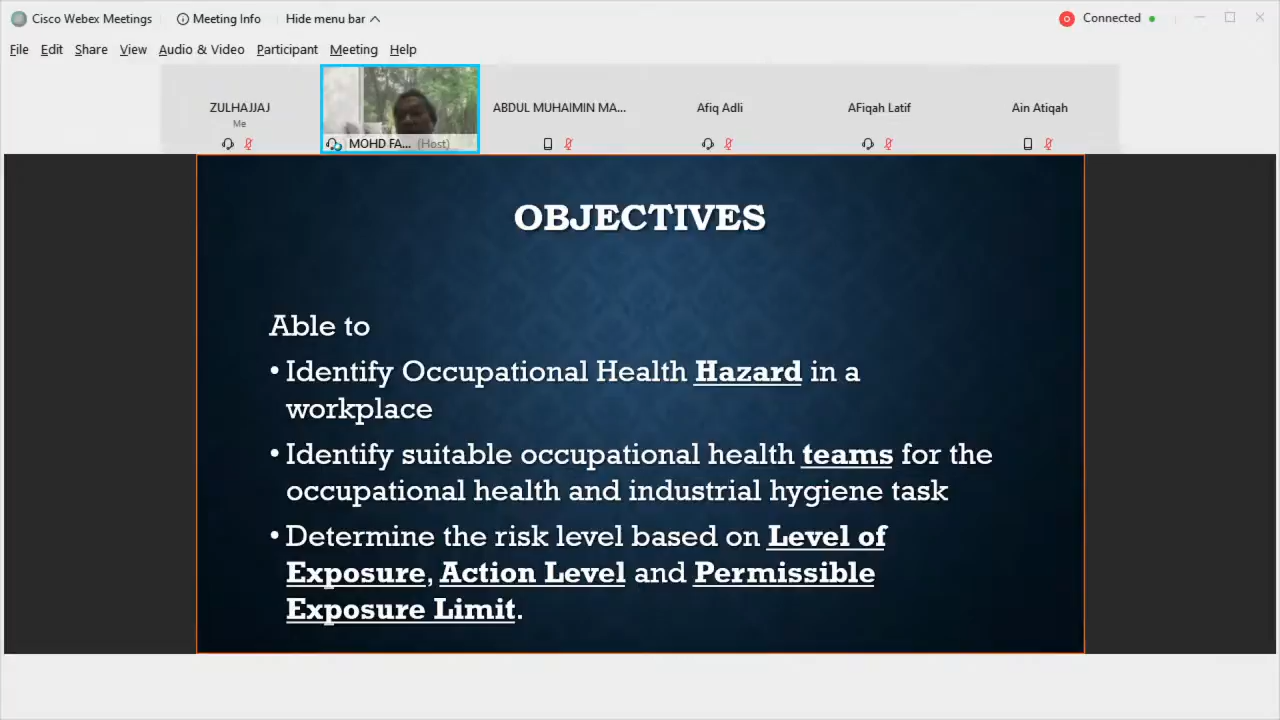 Cisco Webex Meetings Meeting Info Hide menu bar Connected
File Edit Share View Audio & Video Participant Meeting Help
ZULHAJJAJ
Me
MOHD FA... (Host)
ABDUL MUHAIMIN MA...
Afiq Adli
AFiqah Latif
Ain Atiqah
OBJECTIVES
Able to
• Identify Occupational Health Hazard in a
workplace
• Identify suitable occupational health teams for the
occupational health and industrial hygiene task
• Determine the risk level based on Level of
Exposure, Action Level and Permissible
Exposure Limit.